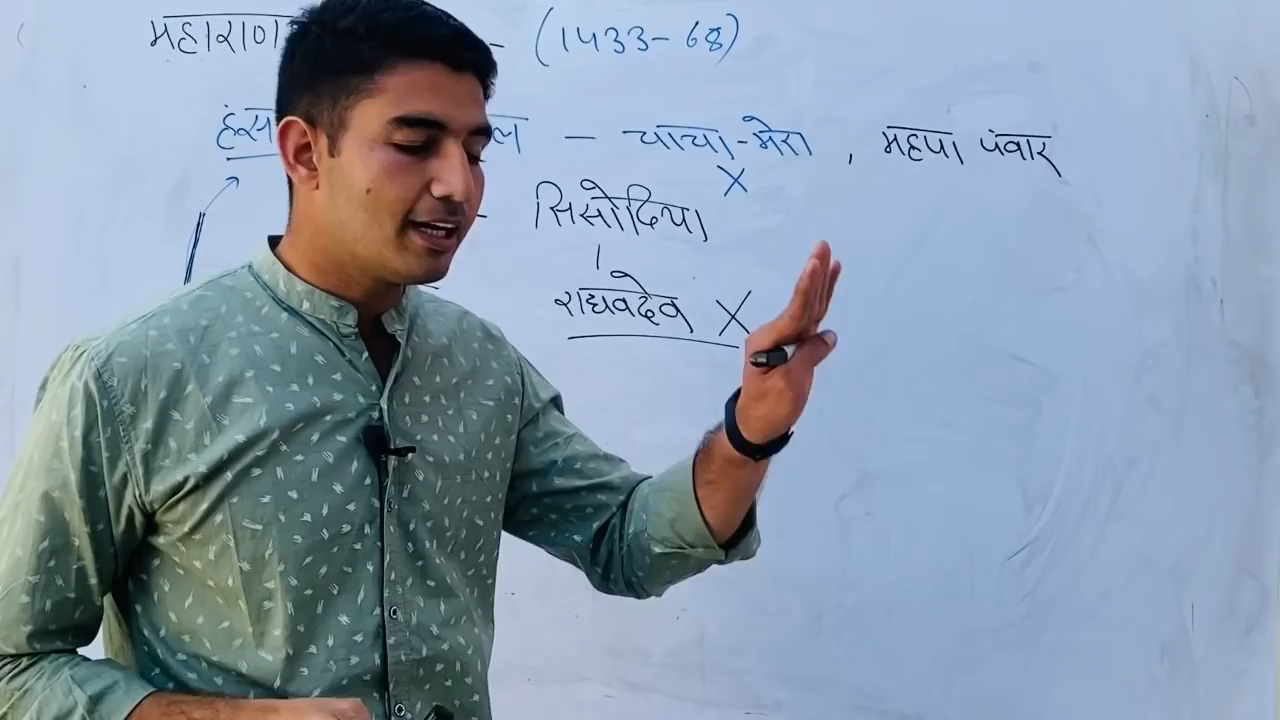 महाराणा - (1433-68)
हंसा ल - चाचा-मेरा , महपा पंवार
X
- सिसोदिया
राघवदेव X